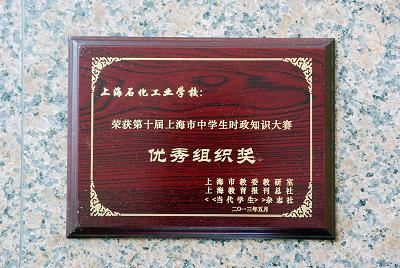 上海石化工业学校：
荣获第十届上海市中学生时政知识大赛
优秀组织奖
上海市教委教研室
上海教育报刊总社
<<当代学生>>杂志社
二〇一三年五月